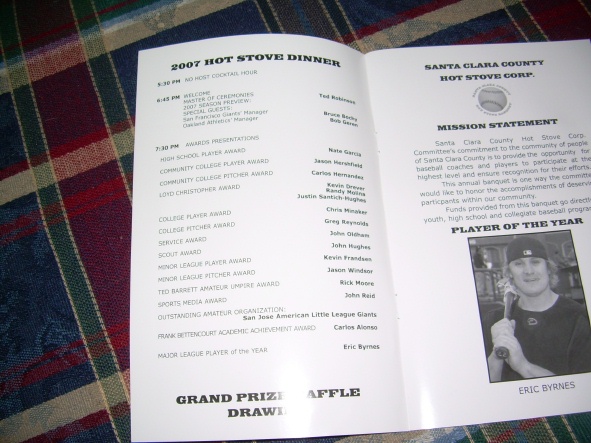 2007 HOT STOVE DINNER
5:30 PM NO HOST COCKTAIL HOUR
6:45 PM WELCOME
MASTER OF CEREMONIES Ted Robinson
2007 SEASON PREVIEW:
SPECIAL GUESTS:
San Francisco Giants' Manager Bruce Bochy
Oakland Athletics' Manager Bob Geren
7:30 PM AWARDS PRESENTATIONS
HIGH SCHOOL PLAYER AWARD Nate Garcia
COMMUNITY COLLEGE PLAYER AWARD Jason Hershfield
COMMUNITY COLLEGE PITCHER AWARD Carlos Hernandez
LOYD CHRISTOPHER AWARD Kevin Drever
Randy Molina
Justin Santich-Hughes
COLLEGE PLAYER AWARD Chris Minaker
COLLEGE PITCHER AWARD Greg Reynolds
SERVICE AWARD John Oldham
SCOUT AWARD John Hughes
MINOR LEAGUE PLAYER AWARD Kevin Frandsen
MINOR LEAGUE PITCHER AWARD Jason Windsor
TED BARRETT AMATEUR UMPIRE AWARD Rick Moore
SPORTS MEDIA AWARD John Reid
OUTSTANDING AMATEUR ORGANIZATION:
San Jose American Little League Giants
FRANK BETTENCOURT ACADEMIC ACHIEVEMENT AWARD Carlos Alonso
MAJOR LEAGUE PLAYER of the YEAR Eric Byrnes
GRAND PRIZE
SANTA CLARA COUNTY
HOT STOVE CORP.
MISSION STATEMENT
Santa Clara County Hot Stove Corp.
Committee's commitment to the community of people
of Santa Clara County is to provide the opportunity for
baseball coaches and players to participate at the
highest level and ensure recognition for their efforts.
This annual banquet is one way the committ
would like to honor the accomplishments of deservin
particpants within our community.
Funds provided from this banquet go directl
youth, high school and collegiate baseball program
PLAYER OF THE YEAR
ERIC BYRNES